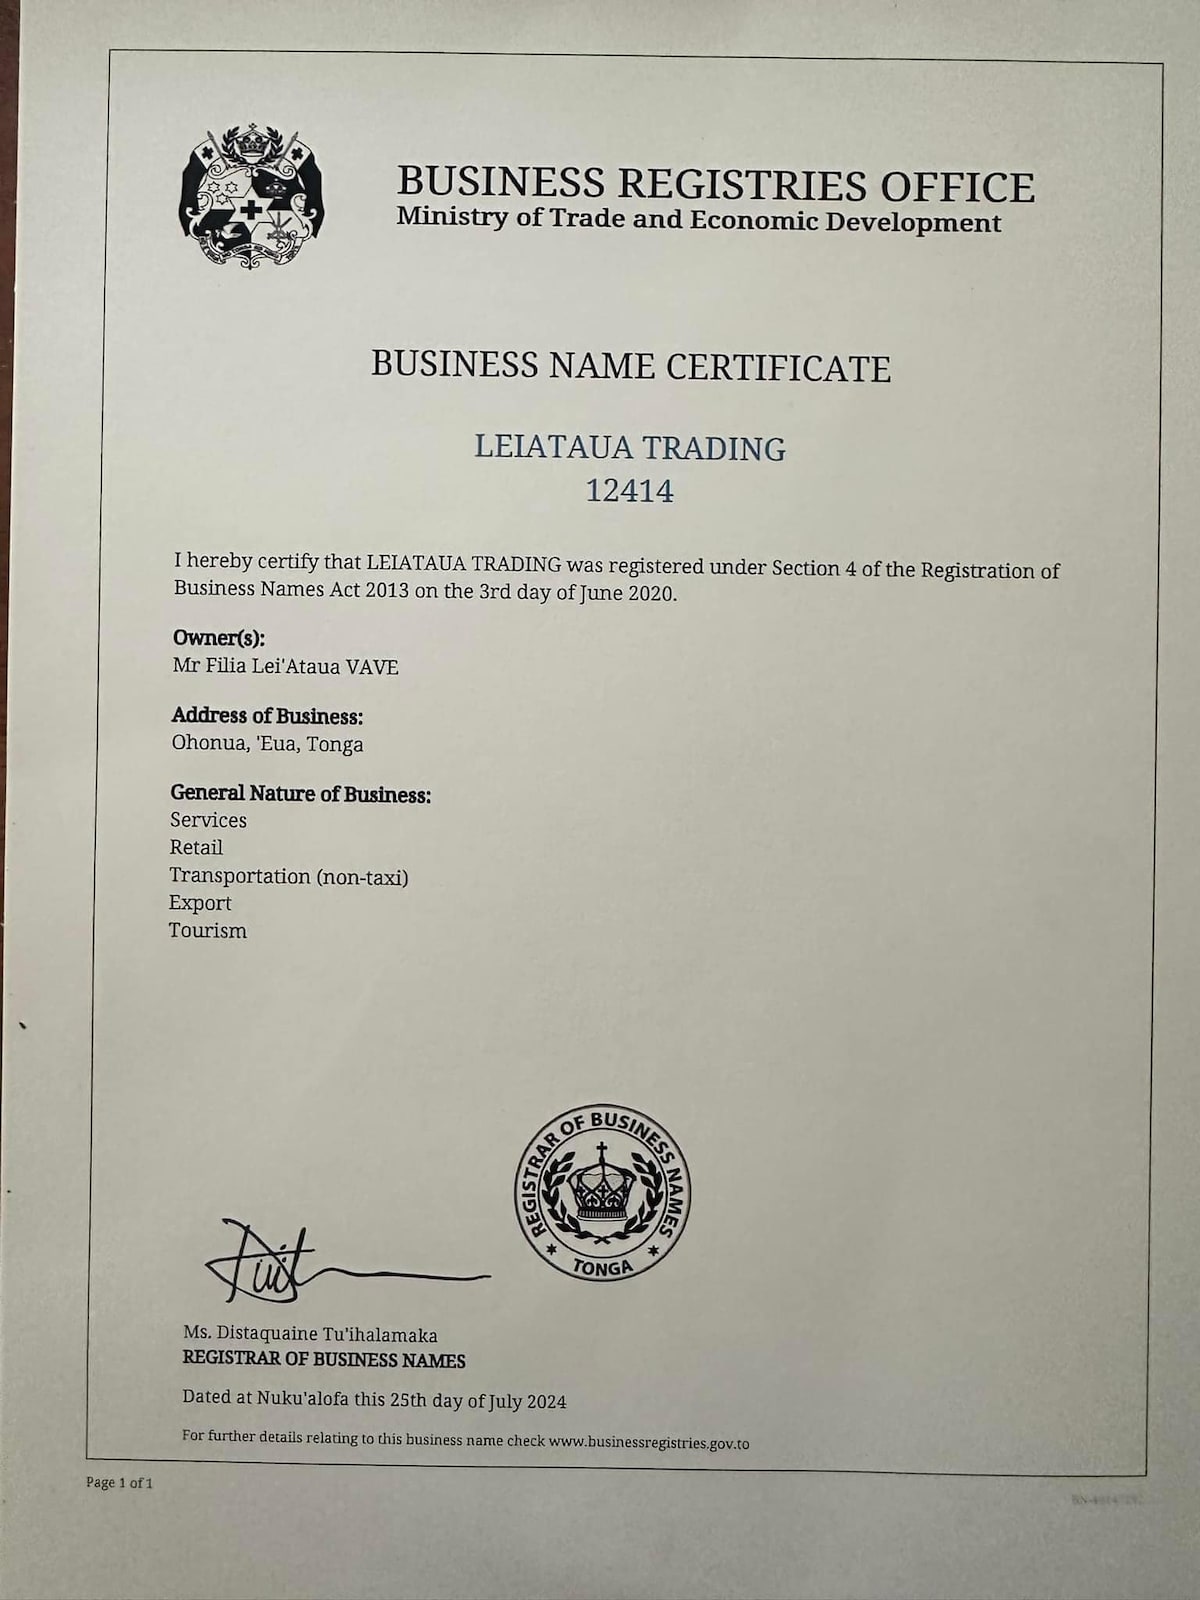 BUSINESS REGISTRIES OFFICE
Ministry of Trade and Economic Development
BUSINESS NAME CERTIFICATE
LEIATAUA TRADING
12414
I hereby certify that LEIATAUA TRADING was registered under Section 4 of the Registration of
Business Names Act 2013 on the 3rd day of June 2020.
Owner(s):
Mr Filia Lei'Ataua VAVE
Address of Business:
Ohonua, 'Eua, Tonga
General Nature of Business:
Services
Retail
Transportation (non-taxi)
Export
Tourism
REGISTRAR OF BUSINESS NAMES
TONGA
Ms. Distaquaine Tu'ihalamaka
REGISTRAR OF BUSINESS NAMES
Dated at Nuku'alofa this 25th day of July 2024
For further details relating to this business name check www.businessregistries.gov.to
Page 1 of 1